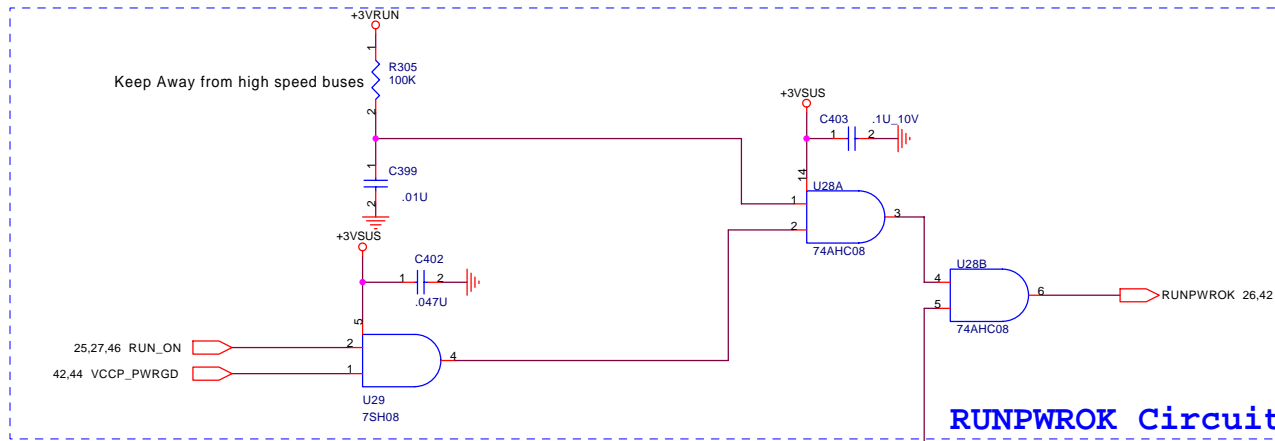 +3VRUN
1
R305
100K
Keep Away from high speed buses
2
+3VSUS
C403 .1U_10V
1 2
14
1
C399
.01U
2
U28A
1
2
3
74AHC08
+3VSUS
C402
1 2
.047U
U28B
4
5
6
74AHC08
RUNPWROK 26,42
5
25,27,46 RUN_ON
2
4
42,44 VCCP_PWRGD
1
U29
7SH08
RUNPWROK Circuit